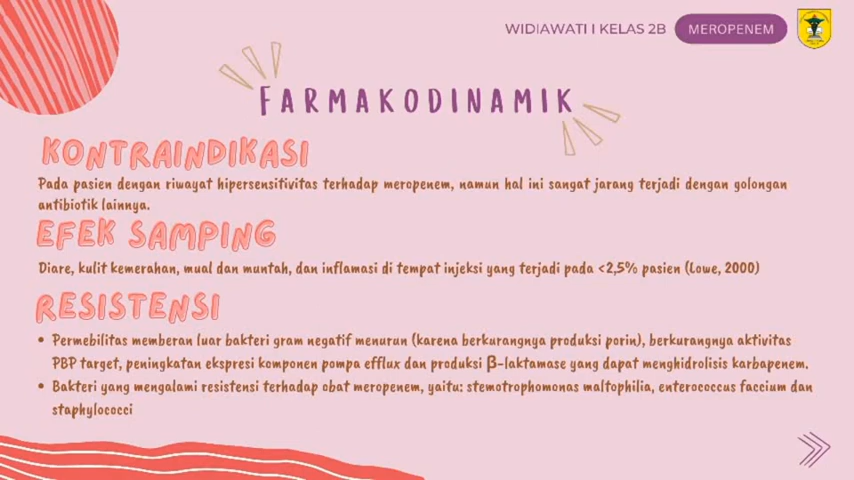 WIDIAWATI I KELAS 2B MEROPENEM
FARMAKODINAMIK
KONTRAINDIKASI
Pada pasien dengan riwayat hipersensitivitas terhadap meropenem, namun hal ini sangat jarang terjadi dengan golongan
antibiotik lainnya.
EFEK SAMPING
Diare, kulit kemerahan, mual dan muntah, dan inflamasi di tempat injeksi yang terjadi pada <2,5% pasien (Lowe, 2000)
RESISTENSI
• Permebilitas memberan luar bakteri gram negatif menurun (karena berkurangnya produksi porin), berkurangnya aktivitas
PBP target, peningkatan ekspresi komponen pompa efflux dan produksi β-laktamase yang dapat menghidrolisis karbapenem.
• Bakteri yang mengalami resistensi terhadap obat meropenem, yaitu: stemotrophomonas maltophilia, enterococcus faccium dan
staphylococci